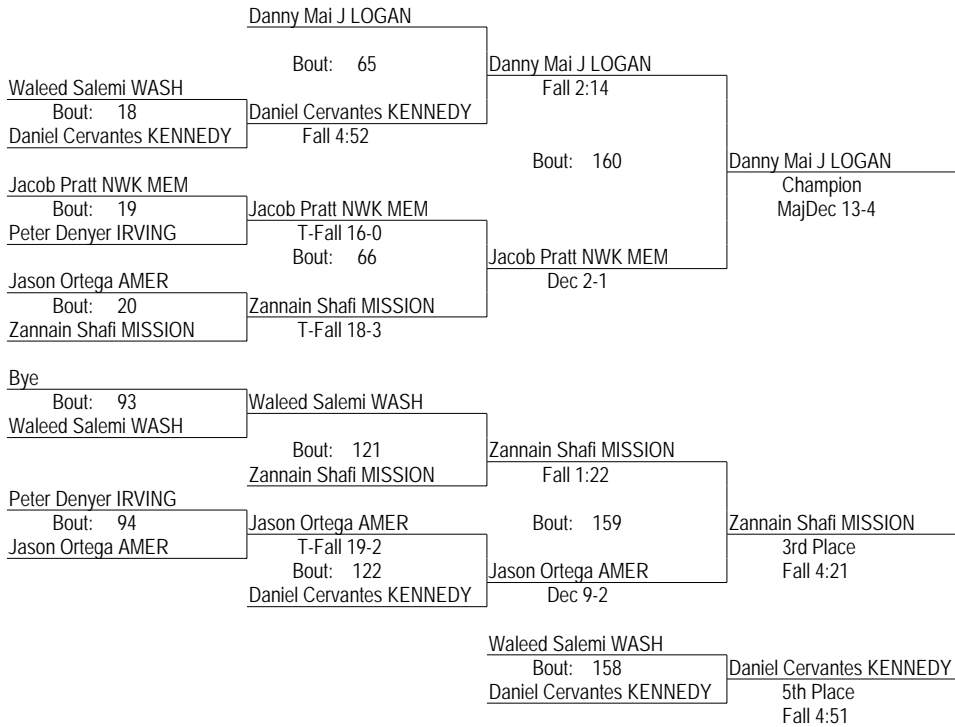 Danny Mai J LOGAN
Bout: 65
Danny Mai J LOGAN
Fall 2:14
Waleed Salemi WASH
Bout: 18
Daniel Cervantes KENNEDY
Daniel Cervantes KENNEDY
Fall 4:52
Bout: 160
Danny Mai J LOGAN
Champion
MajDec 13-4
Jacob Pratt NWK MEM
Bout: 19
Peter Denyer IRVING
Jacob Pratt NWK MEM
T-Fall 16-0
Bout: 66
Jacob Pratt NWK MEM
Dec 2-1
Jason Ortega AMER
Bout: 20
Zannain Shafi MISSION
Zannain Shafi MISSION
T-Fall 18-3
Bye
Bout: 93
Waleed Salemi WASH
Waleed Salemi WASH
Bout: 121
Zannain Shafi MISSION
Zannain Shafi MISSION
Fall 1:22
Peter Denyer IRVING
Bout: 94
Jason Ortega AMER
Jason Ortega AMER
T-Fall 19-2
Bout: 122
Daniel Cervantes KENNEDY
Bout: 159
Jason Ortega AMER
Dec 9-2
Zannain Shafi MISSION
3rd Place
Fall 4:21
Waleed Salemi WASH
Bout: 158
Daniel Cervantes KENNEDY
Daniel Cervantes KENNEDY
5th Place
Fall 4:51